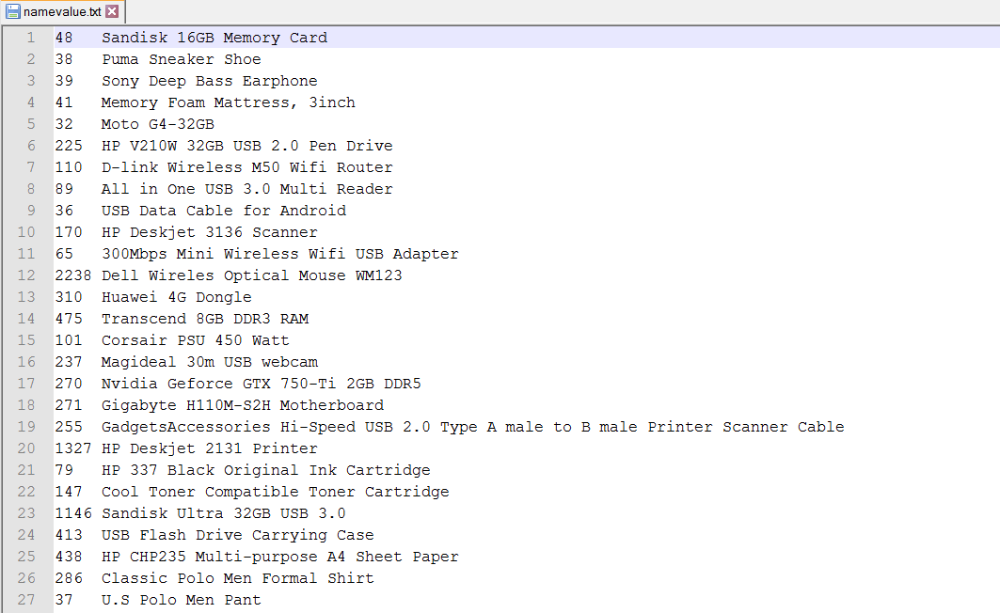 namevalue.txt
1 48 Sandisk 16GB Memory Card
2 38 Puma Sneaker Shoe
3 39 Sony Deep Bass Earphone
4 41 Memory Foam Mattress, 3inch
5 32 Moto G4-32GB
6 225 HP V210W 32GB USB 2.0 Pen Drive
7 110 D-link Wireless M50 Wifi Router
8 89 All in One USB 3.0 Multi Reader
9 36 USB Data Cable for Android
10 170 HP Deskjet 3136 Scanner
11 65 300Mbps Mini Wireless Wifi USB Adapter
12 2238 Dell Wireles Optical Mouse WM123
13 310 Huawei 4G Dongle
14 475 Transcend 8GB DDR3 RAM
15 101 Corsair PSU 450 Watt
16 237 Magideal 30m USB webcam
17 270 Nvidia Geforce GTX 750-Ti 2GB DDR5
18 271 Gigabyte H110M-S2H Motherboard
19 255 GadgetsAccessories Hi-Speed USB 2.0 Type A male to B male Printer Scanner Cable
20 1327 HP Deskjet 2131 Printer
21 79 HP 337 Black Original Ink Cartridge
22 147 Cool Toner Compatible Toner Cartridge
23 1146 Sandisk Ultra 32GB USB 3.0
24 413 USB Flash Drive Carrying Case
25 438 HP CHP235 Multi-purpose A4 Sheet Paper
26 286 Classic Polo Men Formal Shirt
27 37 U.S Polo Men Pant